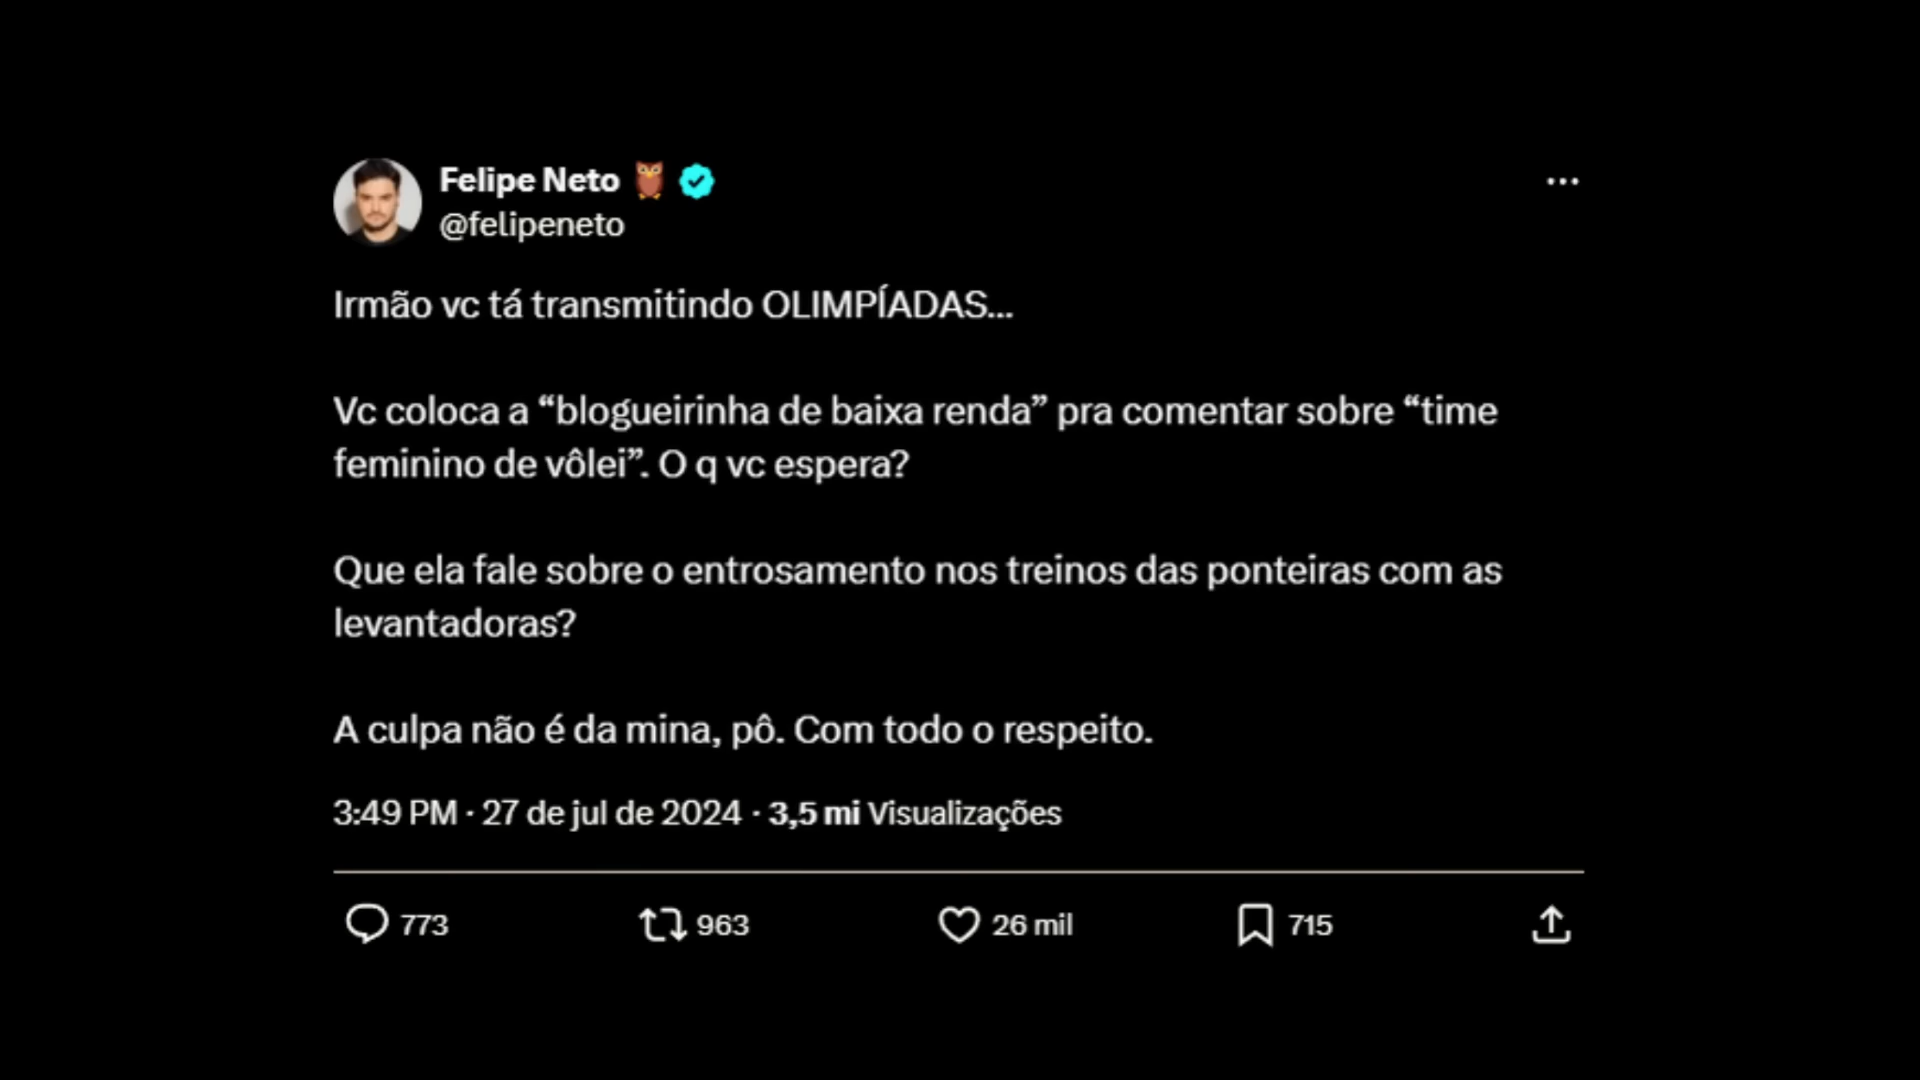 Felipe Neto 🦉
@felipeneto
Irmão vc tá transmitindo OLIMPÍADAS...
Vc coloca a “blogueirinha de baixa renda” pra comentar sobre “time
feminino de vôlei”. O q vc espera?
Que ela fale sobre o entrosamento nos treinos das ponteiras com as
levantadoras?
A culpa não é da mina, pô. Com todo o respeito.
3:49 PM · 27 de jul de 2024 · 3,5 mi Visualizações
773 963 26 mil 715